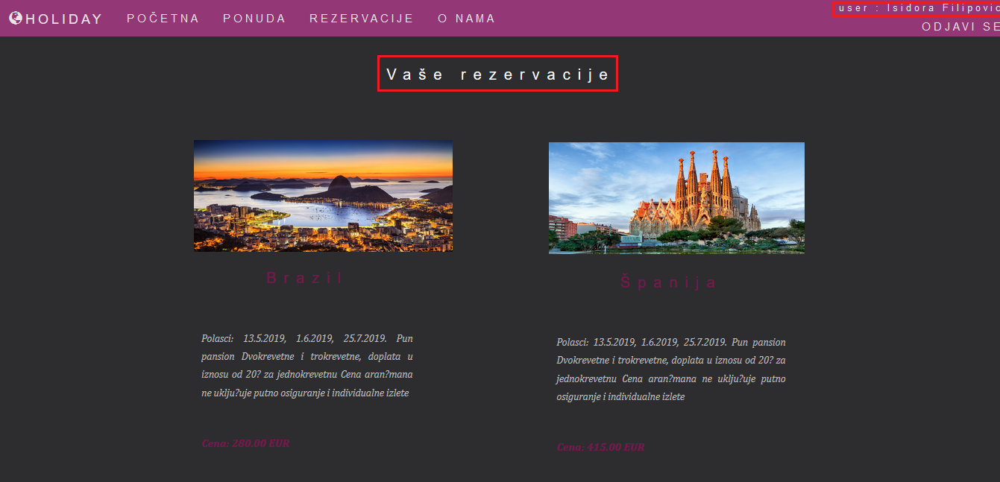 HOLIDAY POČETNA PONUDA REZERVACIJE O NAMA
user : Isidora Filipovic
ODJAVI SE
Vaše rezervacije
Brazil
Polasci: 13.5.2019, 1.6.2019, 25.7.2019. Pun
pansion Dvokrevetne i trokrevetne, doplata u
iznosu od 20? za jednokrevetnu Cena aran?mana
ne uklju?uje putno osiguranje i individualne izlete
Cena: 280.00 EUR
Španija
Polasci: 13.5.2019, 1.6.2019, 25.7.2019. Pun pansion
Dvokrevetne i trokrevetne, doplata u iznosu od 20? za
jednokrevetnu Cena aran?mana ne uklju?uje putno
osiguranje i individualne izlete
Cena: 415.00 EUR